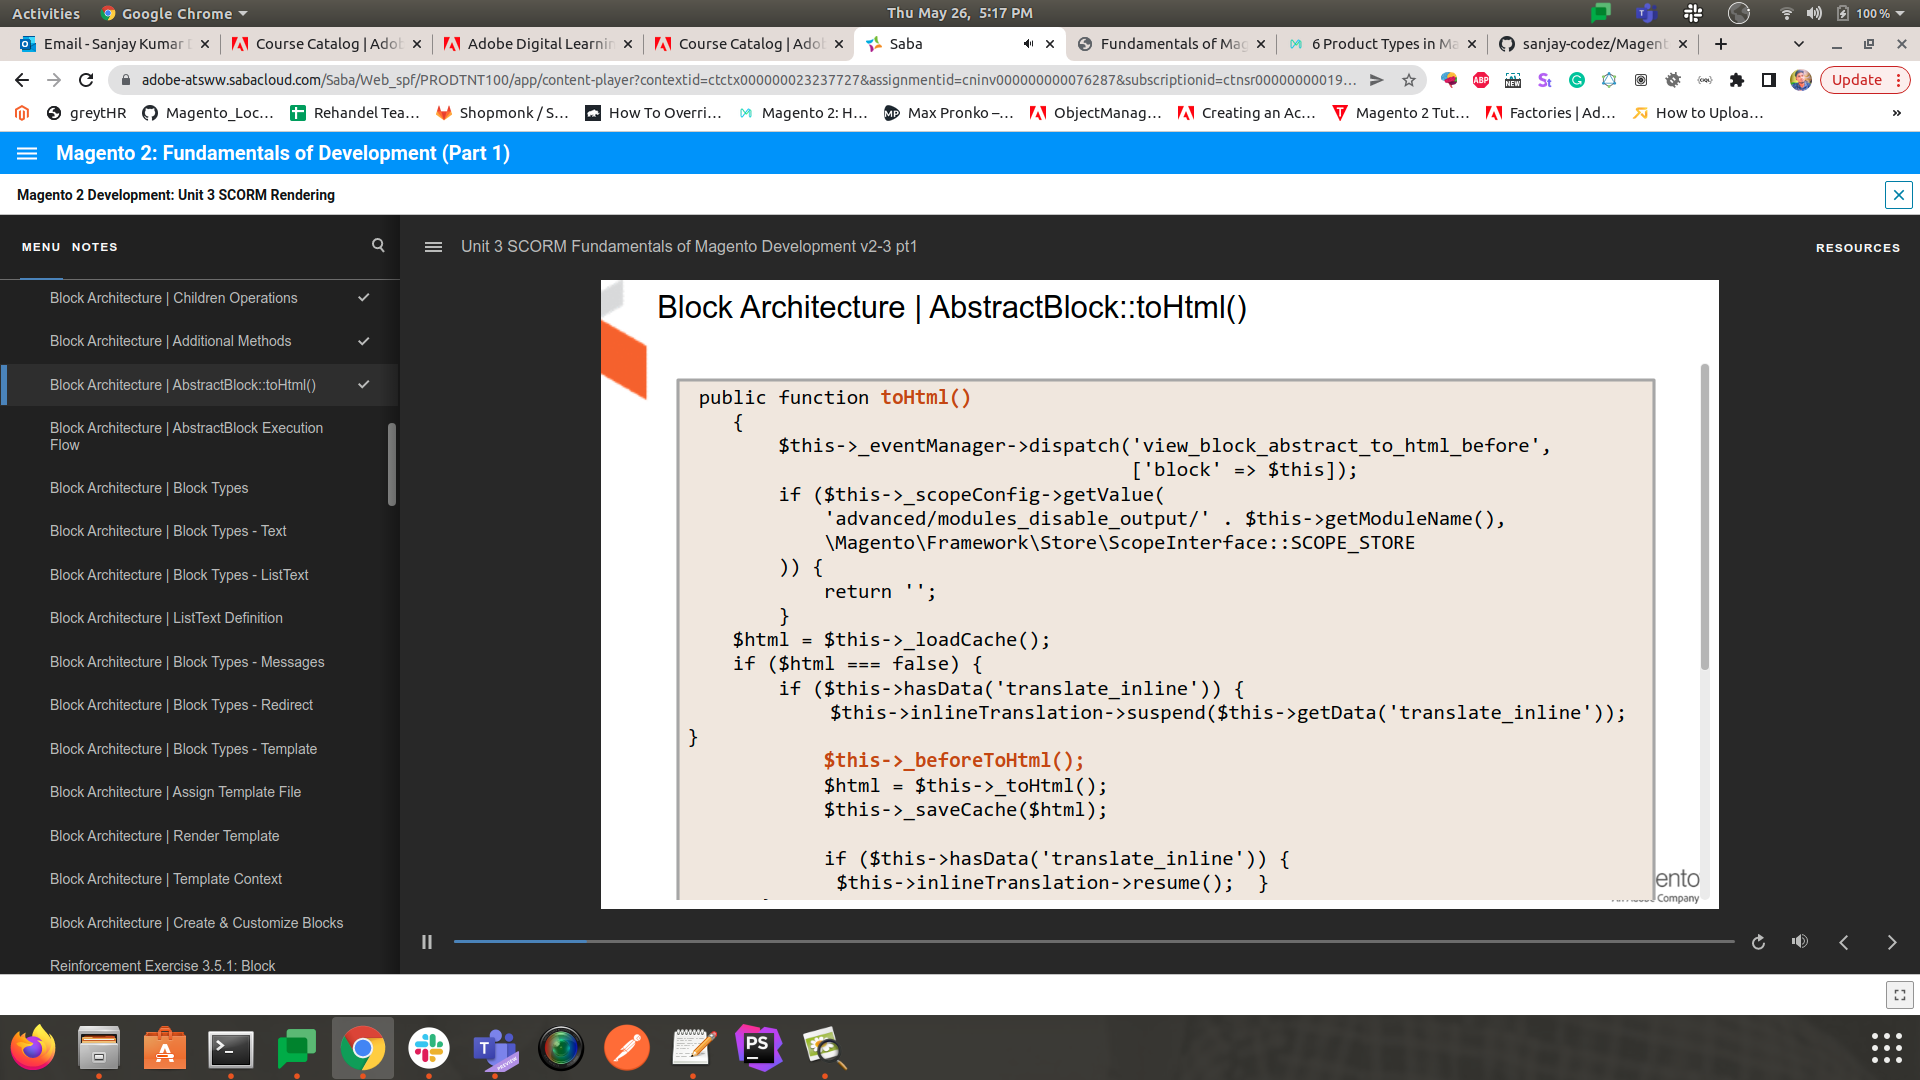 Activities
Google Chrome
Thu May 26, 5:17 PM
100 %
Email - Sanjay Kumar
Course Catalog | Ado
Adobe Digital Learnin
Course Catalog | Ado
Saba
Fundamentals of Mag
6 Product Types in Ma
sanjay-codez/Magent
adobe-atsww.sabacloud.com/Saba/Web_spf/PRODTNT100/app/content-player?contextid=ctctx000000023237727&assignmentid=cninv000000000076287&subscriptionid=ctnsr00000000019...
Update
greytHR
Magento_Loc...
Rehandel Tea...
Shopmonk / S...
How To Overri...
Magento 2: H...
Max Pronko –...
ObjectManag...
Creating an Ac...
Magento 2 Tut...
Factories | Ad...
How to Uploa...
»
Magento 2: Fundamentals of Development (Part 1)
Magento 2 Development: Unit 3 SCORM Rendering
MENU
NOTES
Unit 3 SCORM Fundamentals of Magento Development v2-3 pt1
RESOURCES
Block Architecture | Children Operations
Block Architecture | Additional Methods
Block Architecture | AbstractBlock::toHtml()
Block Architecture | AbstractBlock Execution
Flow
Block Architecture | Block Types
Block Architecture | Block Types - Text
Block Architecture | Block Types - ListText
Block Architecture | ListText Definition
Block Architecture | Block Types - Messages
Block Architecture | Block Types - Redirect
Block Architecture | Block Types - Template
Block Architecture | Assign Template File
Block Architecture | Render Template
Block Architecture | Template Context
Block Architecture | Create & Customize Blocks
Reinforcement Exercise 3.5.1: Block
Block Architecture | AbstractBlock::toHtml()
public function toHtml()
{
$this->_eventManager->dispatch('view_block_abstract_to_html_before',
['block' => $this]);
if ($this->_scopeConfig->getValue(
'advanced/modules_disable_output/' . $this->getModuleName(),
\Magento\Framework\Store\ScopeInterface::SCOPE_STORE
)) {
return '';
}
$html = $this->_loadCache();
if ($html === false) {
if ($this->hasData('translate_inline')) {
$this->inlineTranslation->suspend($this->getData('translate_inline'));
}
$this->_beforeToHtml();
$html = $this->_toHtml();
$this->_saveCache($html);
if ($this->hasData('translate_inline')) {
$this->inlineTranslation->resume(); }
ento
Company